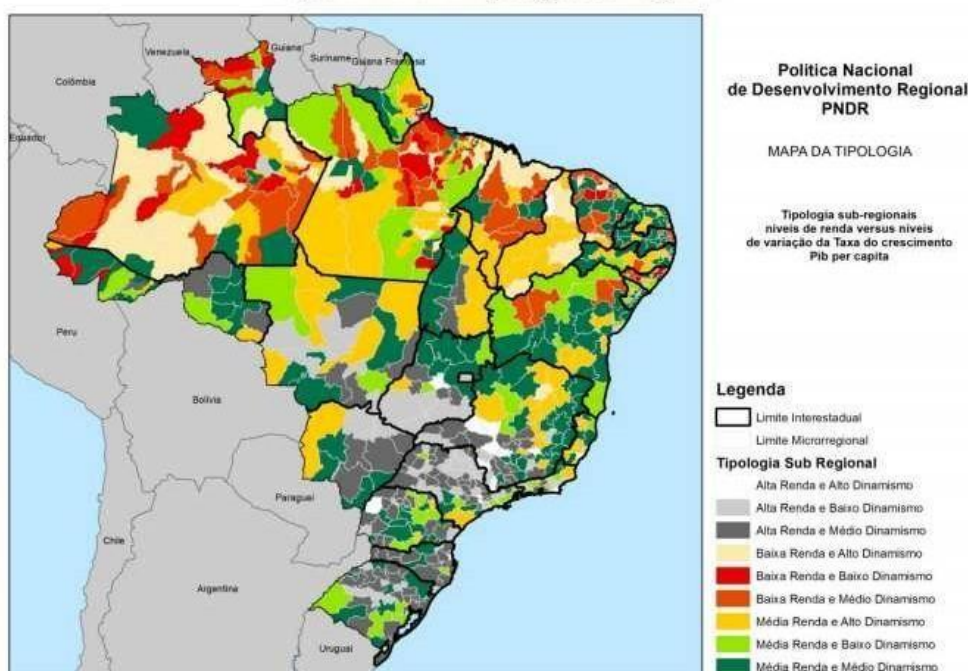 Venezuela
Guiana
Suriname
Guiana Francesa
Colômbia
Equador
Peru
Bolívia
Paraguai
Chile
Argentina
Uruguai
Política Nacional
de Desenvolvimento Regional
PNDR
MAPA DA TIPOLOGIA
Tipologia sub-regionais
níveis de renda versus níveis
de variação da Taxa do crescimento
Pib per capita
Legenda
Limite Interestadual
Limite Microrregional
Tipologia Sub Regional
Alta Renda e Alto Dinamismo
Alta Renda e Baixo Dinamismo
Alta Renda e Médio Dinamismo
Baixa Renda e Alto Dinamismo
Baixa Renda e Baixo Dinamismo
Baixa Renda e Médio Dinamismo
Média Renda e Alto Dinamismo
Média Renda e Baixo Dinamismo
Média Renda e Médio Dinamismo